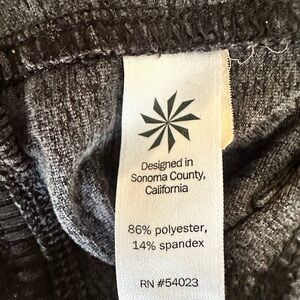 Designed in
Sonoma County,
California
86% polyester,
14% spandex
RN #54023